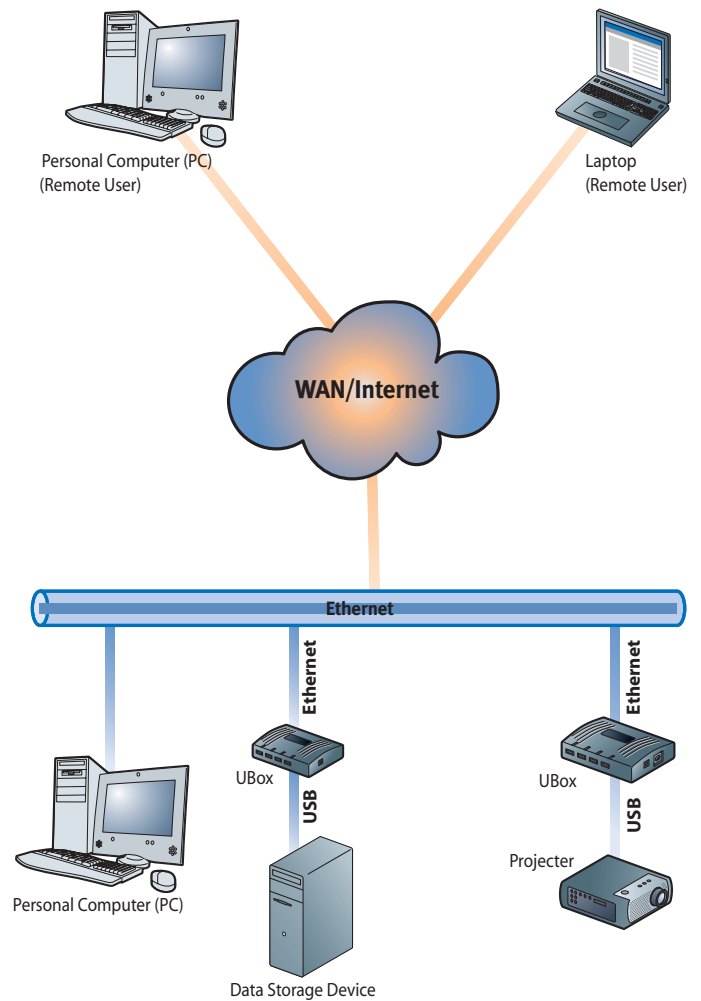 Personal Computer (PC)
(Remote User)
Laptop
(Remote User)
WAN/Internet
Ethernet
Ethernet
Ethernet
UBox
USB
UBox
USB
Projecter
Personal Computer (PC)
Data Storage Device